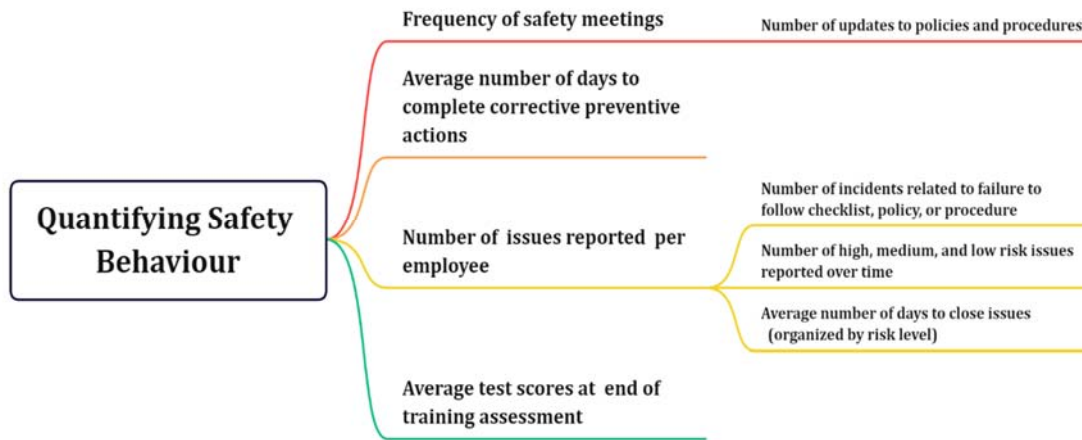 Quantifying Safety
Behaviour
Frequency of safety meetings
Number of updates to policies and procedures
Average number of days to
complete corrective preventive
actions
Number of issues reported per
employee
Number of incidents related to failure to
follow checklist, policy, or procedure
Number of high, medium, and low risk issues
reported over time
Average number of days to close issues
(organized by risk level)
Average test scores at end of
training assessment